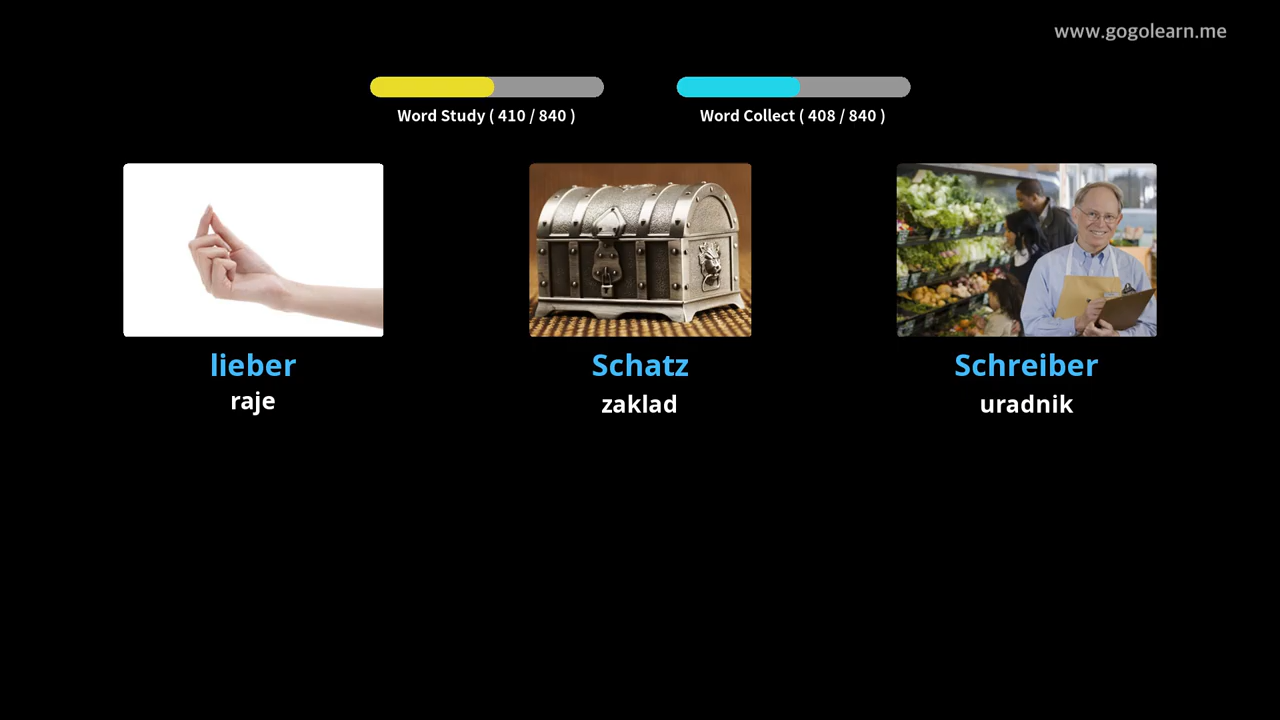 www.gogolearn.me
Word Study ( 410 / 840 )
Word Collect ( 408 / 840 )
lieber
raje
Schatz
zaklad
Schreiber
uradnik